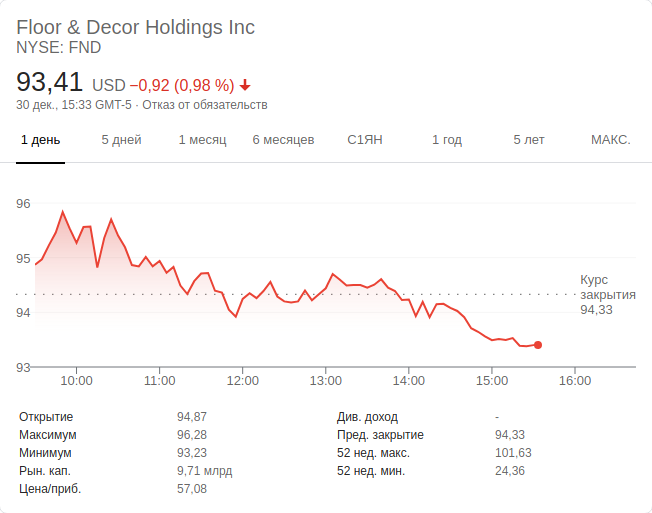 Floor & Decor Holdings Inc
NYSE: FND
93,41 USD −0,92 (0,98 %)
30 дек., 15:33 GMT-5 · Отказ от обязательств
1 день 5 дней 1 месяц 6 месяцев С1ЯН 1 год 5 лет МАКС.
96
95
94
93
Курс
закрытия
94,33
10:00 11:00 12:00 13:00 14:00 15:00 16:00
Открытие 94,87
Максимум 96,28
Минимум 93,23
Рын. кап. 9,71 млрд
Цена/приб. 57,08
Див. доход -
Пред. закрытие 94,33
52 нед. макс. 101,63
52 нед. мин. 24,36